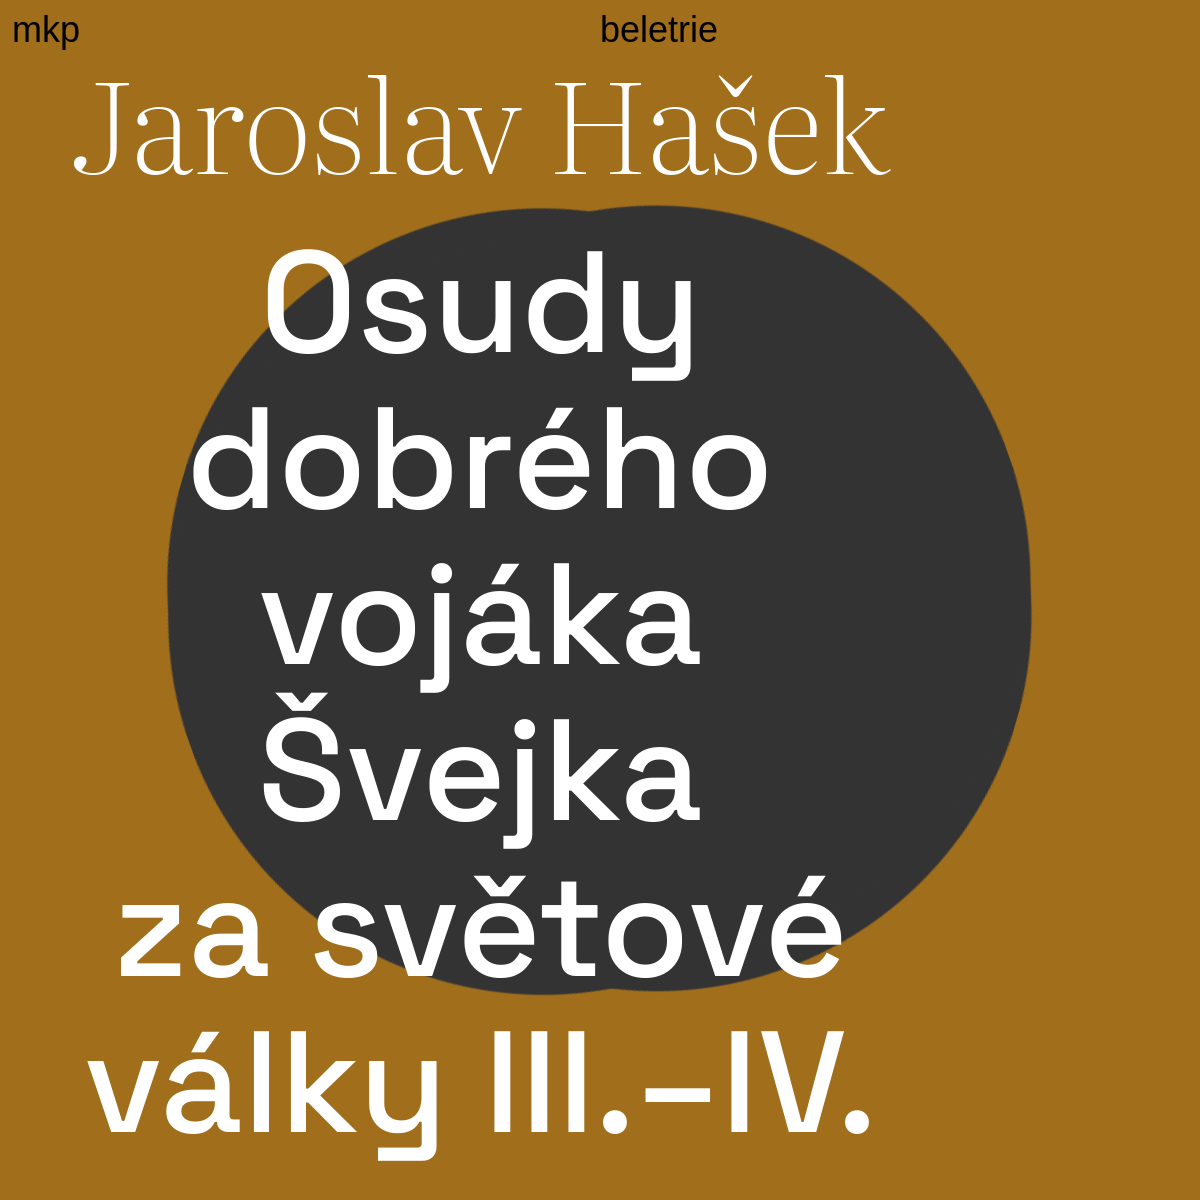 mkp beletrie
Jaroslav Hašek
Osudy
dobrého
vojáka
Švejka
za světové
války III.–IV.